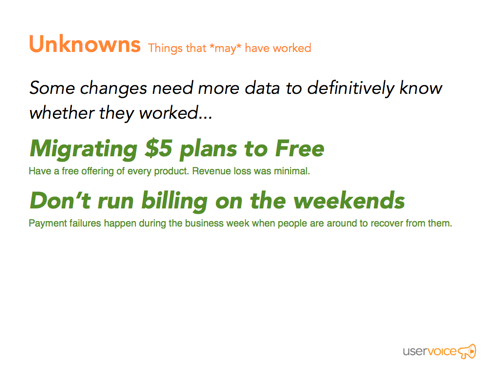 Unknowns Things that *may* have worked
Some changes need more data to definitively know
whether they worked...
Migrating $5 plans to Free
Have a free offering of every product. Revenue loss was minimal.
Don't run billing on the weekends
Payment failures happen during the business week when people are around to recover from them.
uservoice